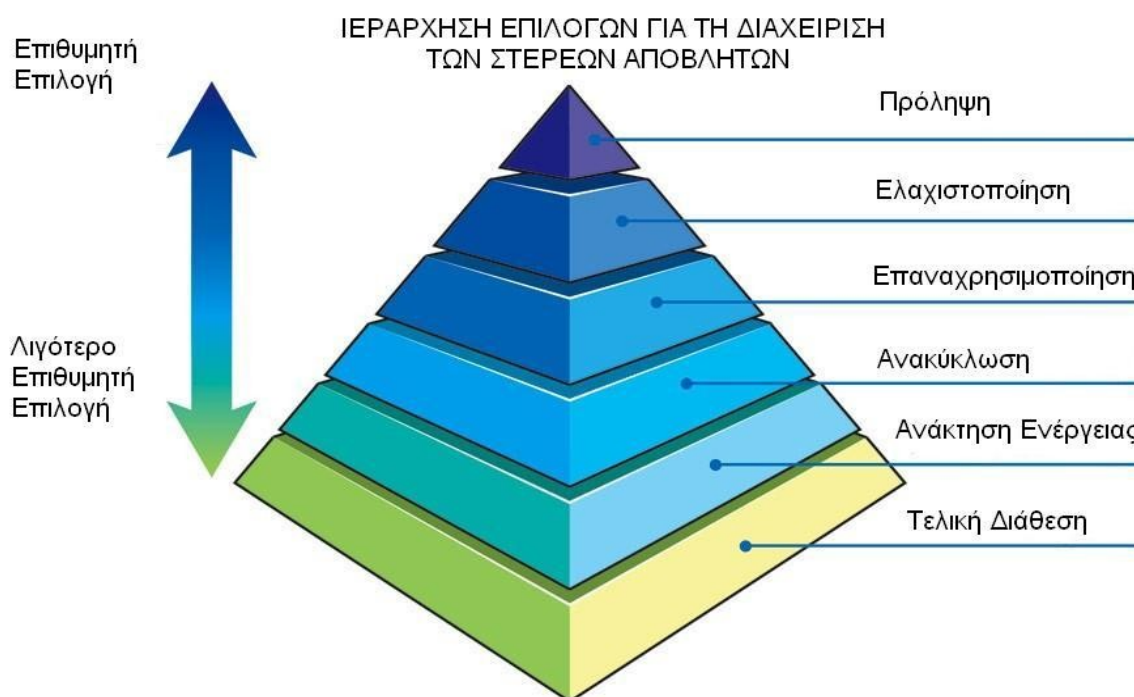 ΙΕΡΑΡΧΗΣΗ ΕΠΙΛΟΓΩΝ ΓΙΑ ΤΗ ΔΙΑΧΕΙΡΙΣΗ
ΤΩΝ ΣΤΕΡΕΩΝ ΑΠΟΒΛΗΤΩΝ
Επιθυμητή
Επιλογή
Πρόληψη
Ελαχιστοποίηση
Επαναχρησιμοποίηση
Λιγότερο
Επιθυμητή
Επιλογή
Ανακύκλωση
Ανάκτηση Ενέργειας
Τελική Διάθεση